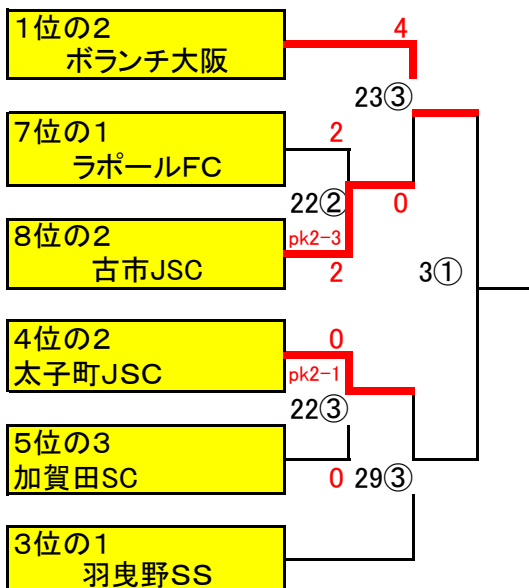 1位の2
ボランチ大阪
4
23③
7位の1
ラポールFC
2
22②
0
8位の2
古市JSC
pk2-3
2
3①
4位の2
太子町JSC
0
pk2-1
22③
5位の3
加賀田SC
0
29③
3位の1
羽曳野SS